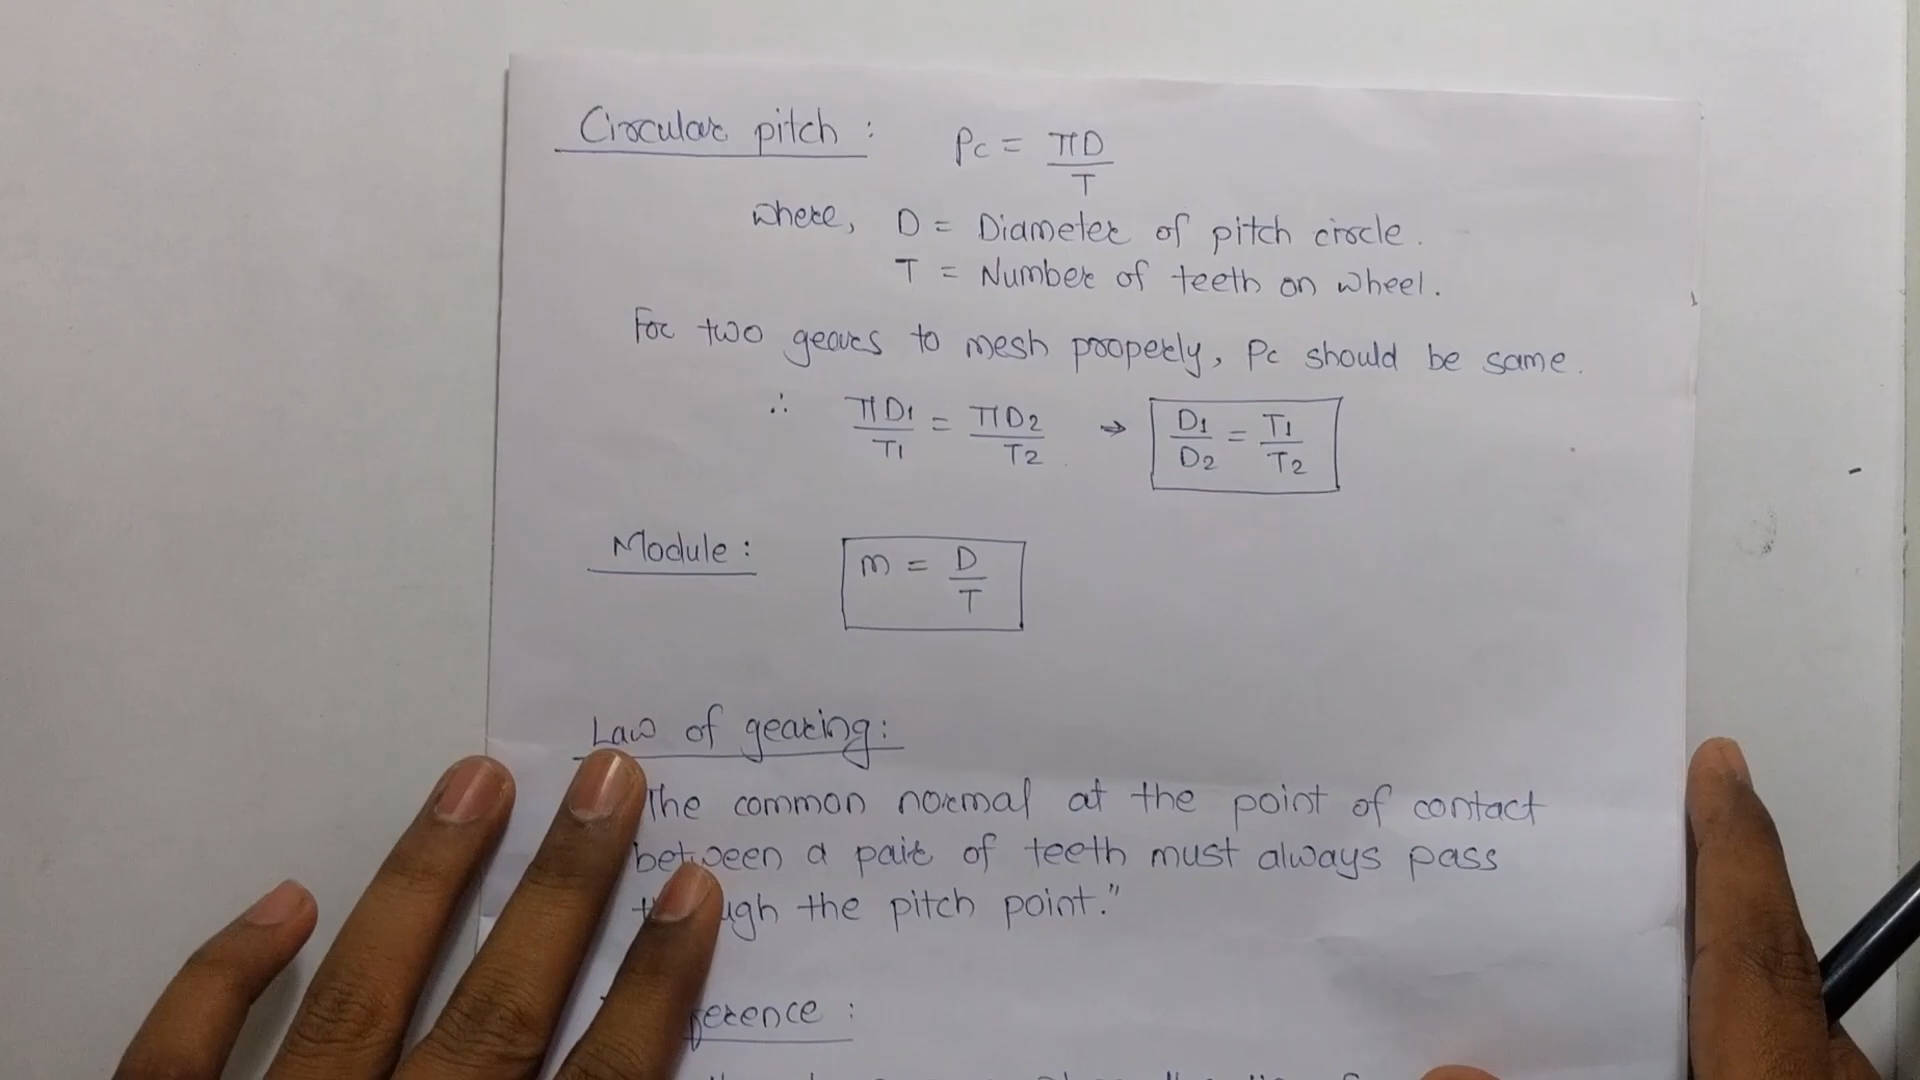 Circular pitch : Pc = πD/T
where, D = Diameter of pitch circle.
T = Number of teeth on wheel.
For two gears to mesh properly, Pc should be same.
∴ πD1/T1 = πD2/T2 → D1/D2 = T1/T2
Module : m = D/T
Law of gearing :
The common normal at the point of contact
between a pair of teeth must always pass
through the pitch point."